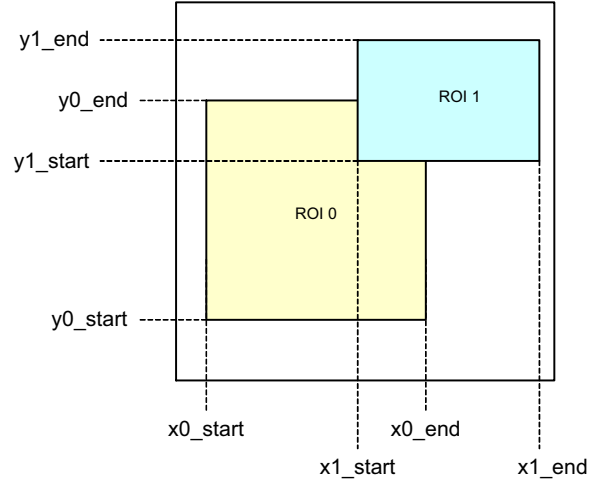 y1_end
ROI 1
y0_end
y1_start
ROI 0
y0_start
x0_start
x0_end
x1_start
x1_end